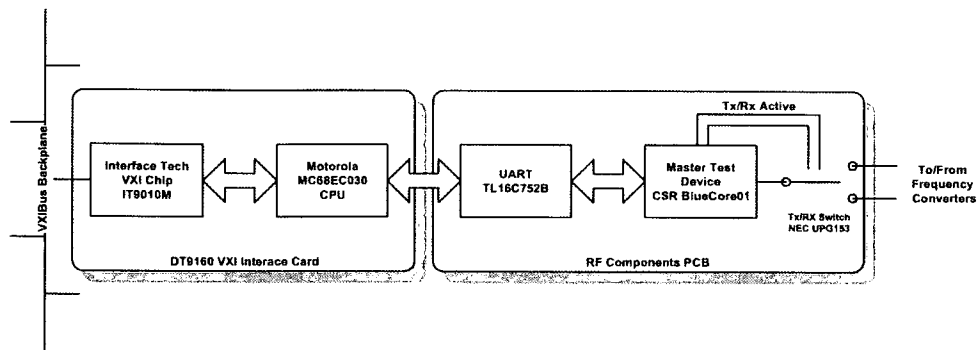 VXIBus Backplane
Interface Tech
VXI Chip
IT9010M
Motorola
MC68EC030
CPU
DT9160 VXI Interace Card
UART
TL16C752B
Tx/Rx Active
Master Test
Device
CSR BlueCore01
Tx/RX Switch
NEC UPG153
RF Components PCB
To/From
Frequency
Converters